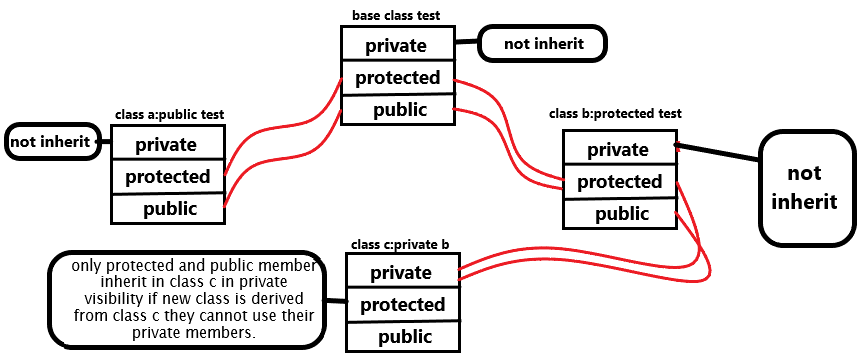 base class test
private
not inherit
protected
public
class a:public test
not inherit
private
protected
public
class b:protected test
private
protected
public
not
inherit
class c:private b
private
protected
public
only protected and public member
inherit in class c in private
visibility if new class is derived
from class c they cannot use their
private members.